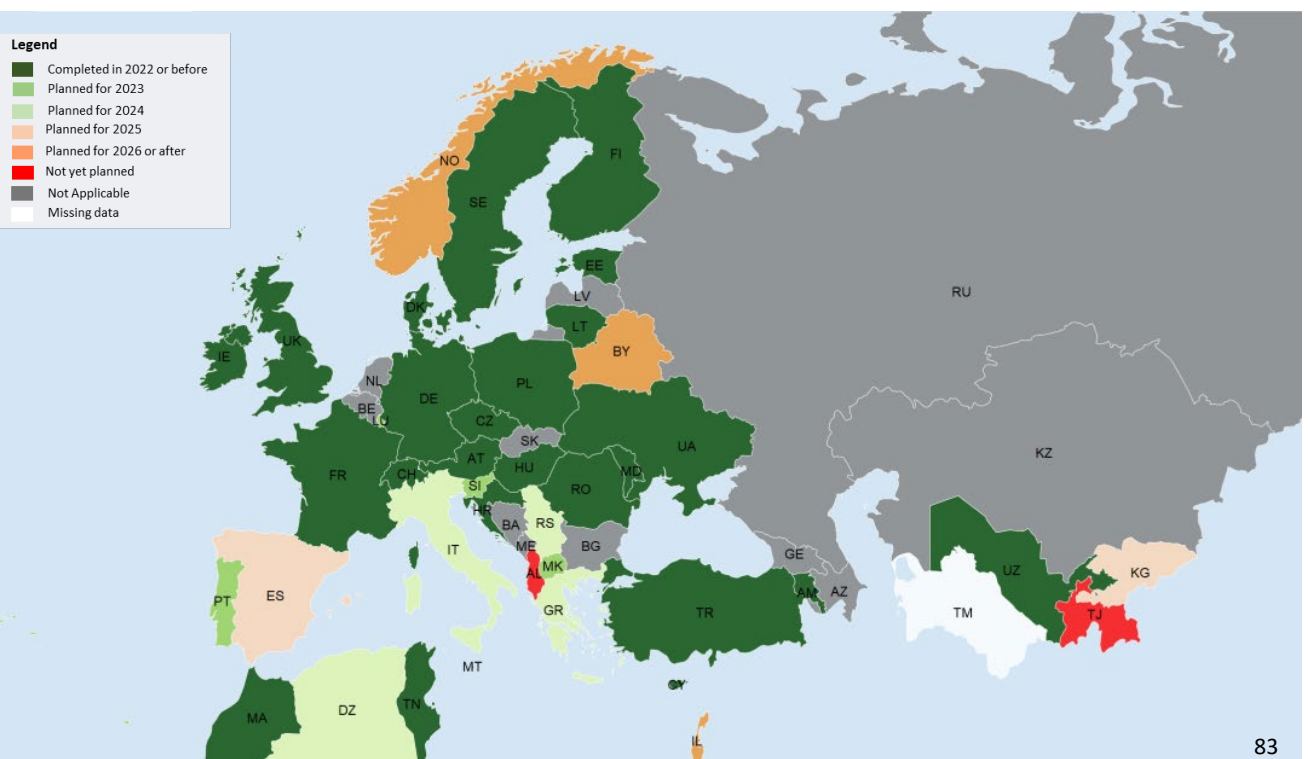 Legend
Completed in 2022 or before
Planned for 2023
Planned for 2024
Planned for 2025
Planned for 2026 or after
Not yet planned
Not Applicable
Missing data
NO
FI
SE
EE
RU
LV
DK
LT
UK
BY
IE
NL
PL
DE
BE
LU
CZ
SK
UA
KZ
AT
HU
FR
CH
MD
SI
RO
HR
RS
BA
IT
ME
BG
GE
MK
AL
UZ
KG
PT
ES
AM
AZ
GR
TR
TM
TJ
MT
CY
TN
DZ
MA
IL
83